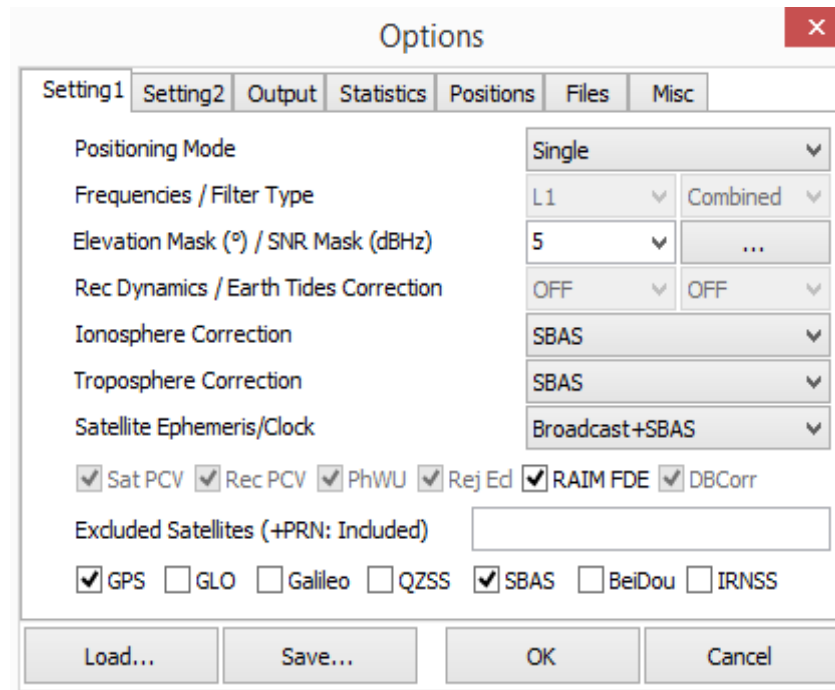 Options
Setting1 Setting2 Output Statistics Positions Files Misc
Positioning Mode Single
Frequencies / Filter Type L1 Combined
Elevation Mask (°) / SNR Mask (dBHz) 5 ...
Rec Dynamics / Earth Tides Correction OFF OFF
Ionosphere Correction SBAS
Troposphere Correction SBAS
Satellite Ephemeris/Clock Broadcast+SBAS
Sat PCV Rec PCV PhWU Rej Ecl RAIM FDE DBCorr
Excluded Satellites (+PRN: Included)
GPS GLO Galileo QZSS SBAS BeiDou IRNSS
Load... Save... OK Cancel